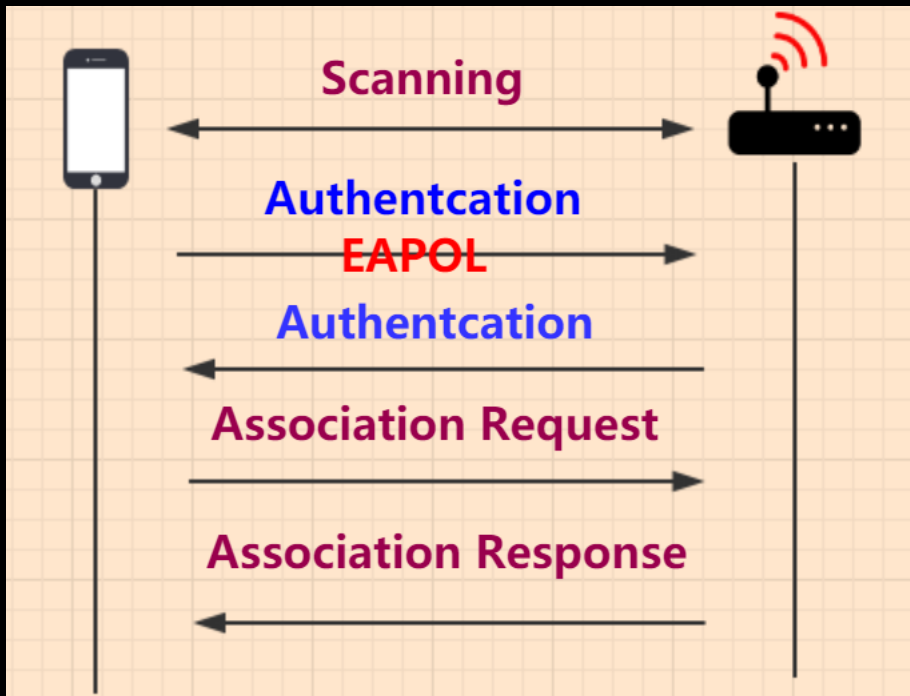 Scanning
Authentcation
EAPOL
Authentcation
Association Request
Association Response